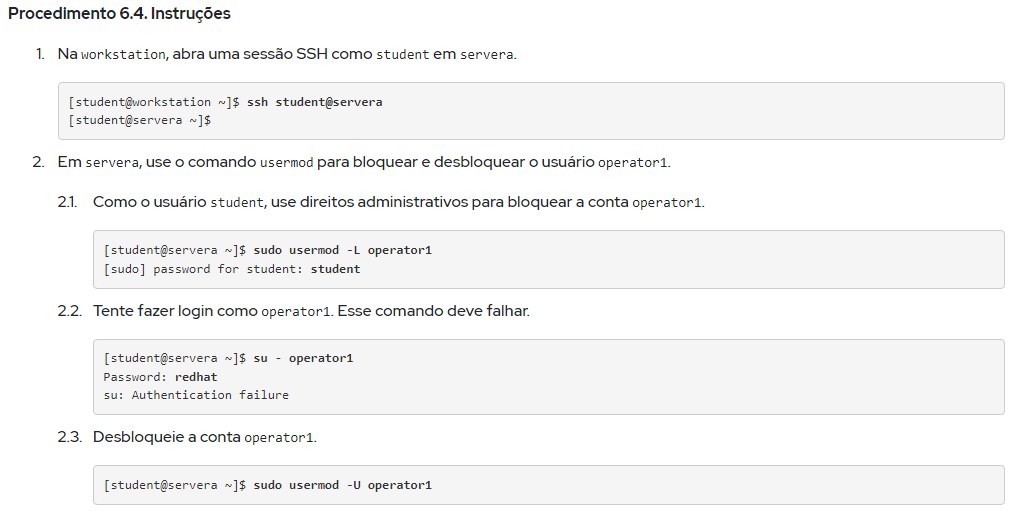 Procedimento 6.4. Instruções
1. Na workstation, abra uma sessão SSH como student em servera.
[student@workstation ~]$ ssh student@servera
[student@servera ~]$
2. Em servera, use o comando usermod para bloquear e desbloquear o usuário operator1.
2.1. Como o usuário student, use direitos administrativos para bloquear a conta operator1.
[student@servera ~]$ sudo usermod -L operator1
[sudo] password for student: student
2.2. Tente fazer login como operator1. Esse comando deve falhar.
[student@servera ~]$ su - operator1
Password: redhat
su: Authentication failure
2.3. Desbloqueie a conta operator1.
[student@servera ~]$ sudo usermod -U operator1